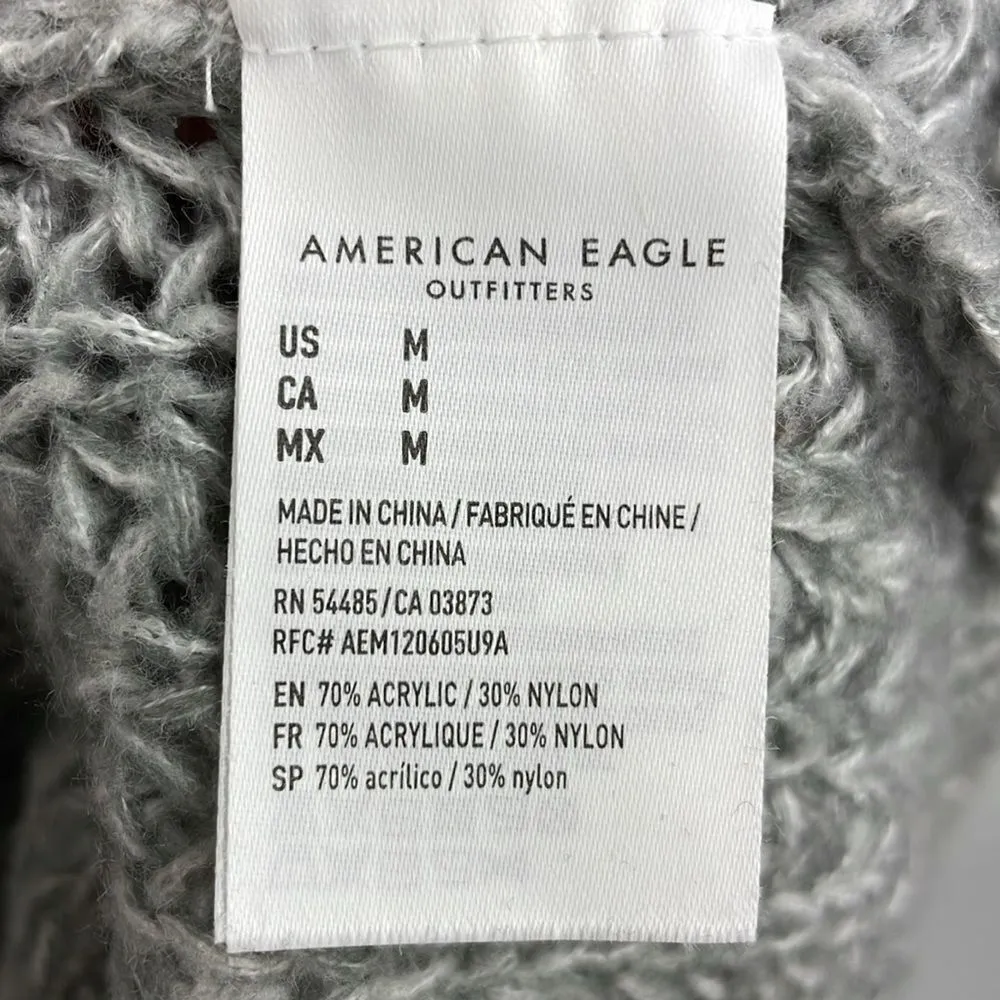 AMERICAN EAGLE
OUTFITTERS
US M
CA M
MX M
MADE IN CHINA / FABRIQUÉ EN CHINE /
HECHO EN CHINA
RN 54485/CA 03873
RFC# AEM120605U9A
EN 70% ACRYLIC / 30% NYLON
FR 70% ACRYLIQUE / 30% NYLON
SP 70% acrílico / 30% nylon